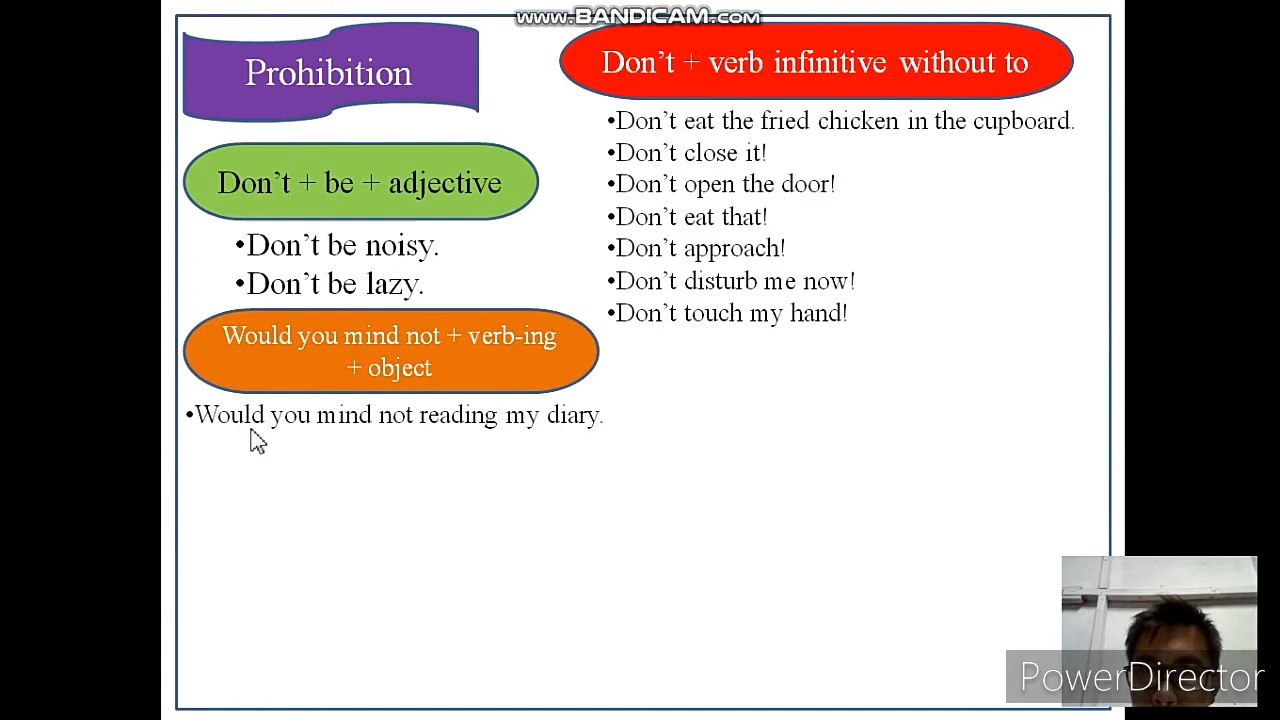 www.BANDICAM.com
Prohibition
Don't + be + adjective
•Don't be noisy.
•Don't be lazy.
Would you mind not + verb-ing
+ object
•Would you mind not reading my diary.
Don't + verb infinitive without to
•Don't eat the fried chicken in the cupboard.
•Don't close it!
•Don't open the door!
•Don't eat that!
•Don't approach!
•Don't disturb me now!
•Don't touch my hand!
PowerDirector